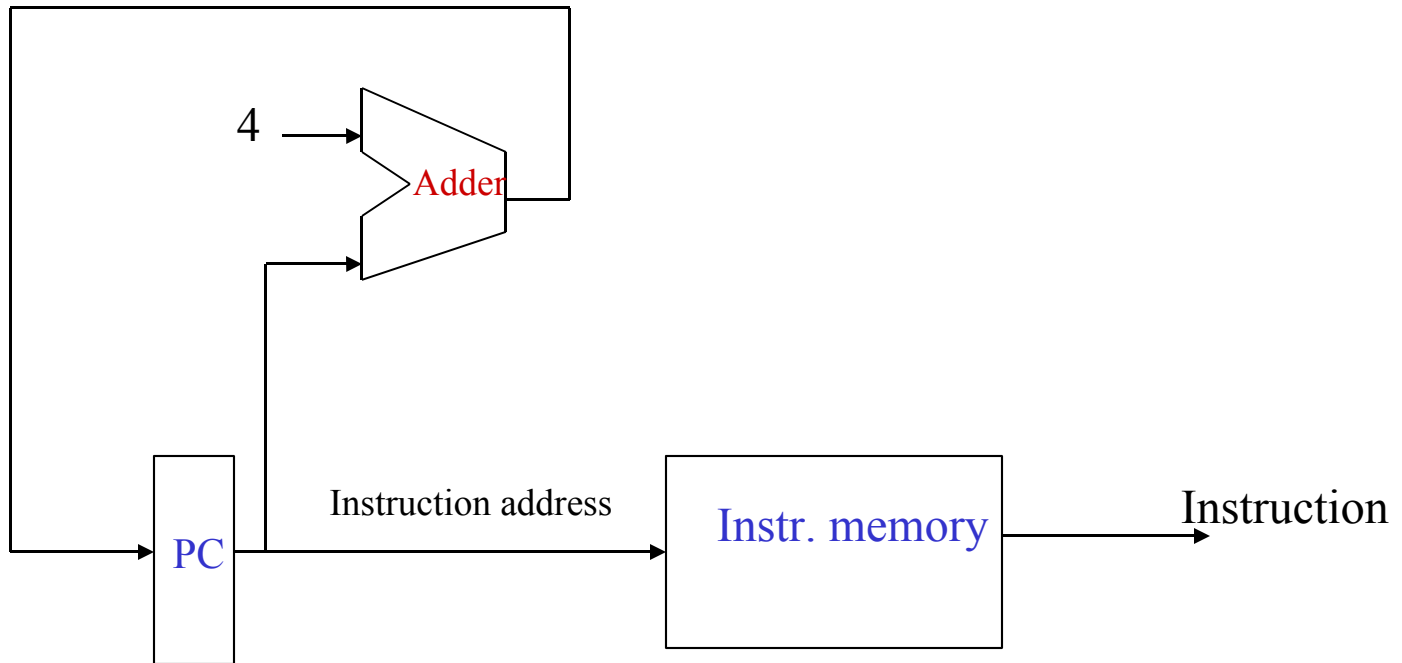 4
Adder
Instruction address
Instruction
Instr. memory
PC